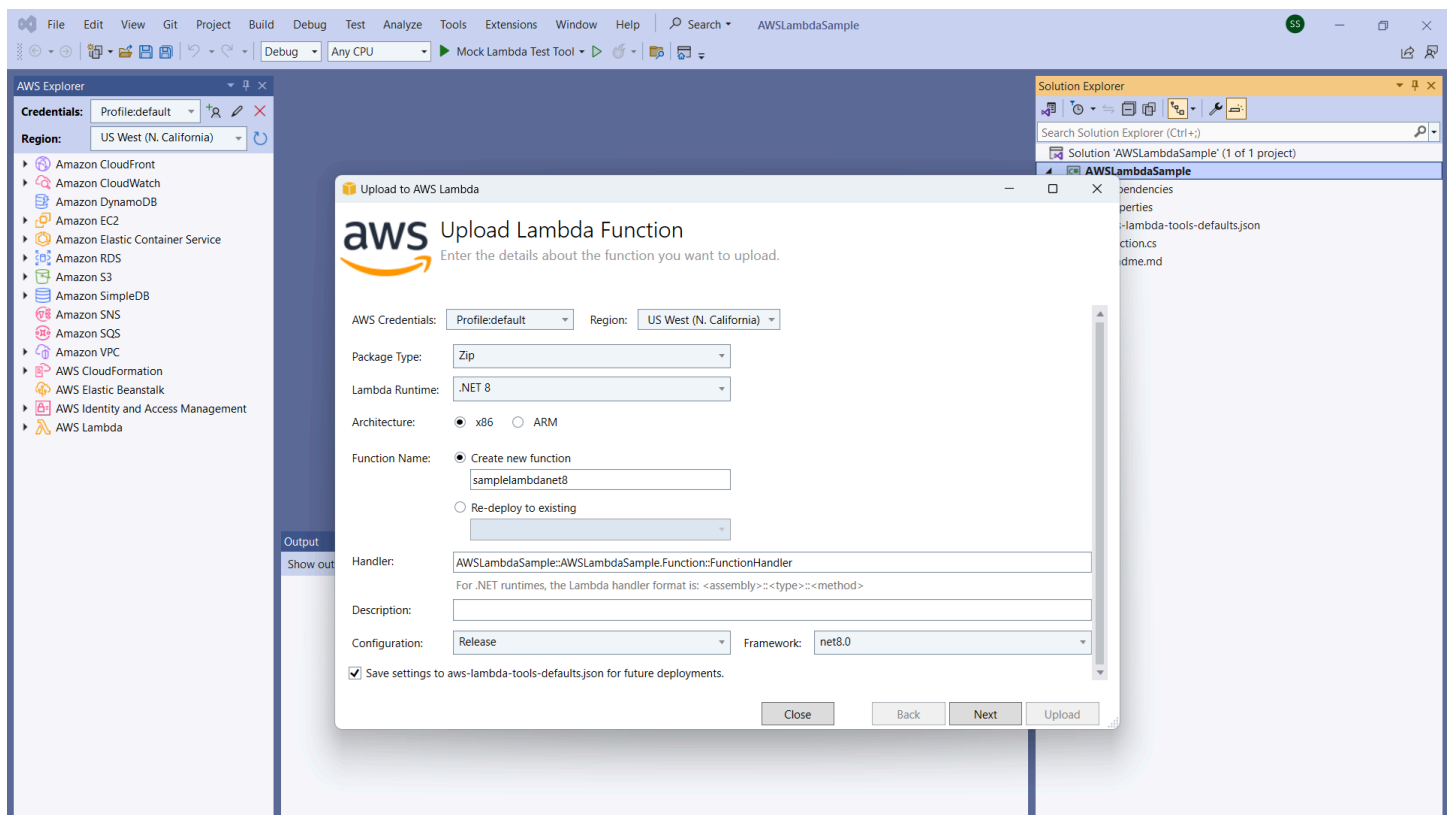 File Edit View Git Project Build Debug Test Analyze Tools Extensions Window Help Search AWSLambdaSample SS
Debug Any CPU Mock Lambda Test Tool
AWS Explorer
Credentials: Profile:default
Region: US West (N. California)
Amazon CloudFront
Amazon CloudWatch
Amazon DynamoDB
Amazon EC2
Amazon Elastic Container Service
Amazon RDS
Amazon S3
Amazon SimpleDB
Amazon SNS
Amazon SQS
Amazon VPC
AWS CloudFormation
AWS Elastic Beanstalk
AWS Identity and Access Management
AWS Lambda
Output
Show out
Upload to AWS Lambda
aws
Upload Lambda Function
Enter the details about the function you want to upload.
AWS Credentials: Profile:default Region: US West (N. California)
Package Type: Zip
Lambda Runtime: .NET 8
Architecture: x86 ARM
Function Name: Create new function
samplelambdanet8
Re-deploy to existing
Handler: AWSLambdaSample::AWSLambdaSample.Function::FunctionHandler
For .NET runtimes, the Lambda handler format is: <assembly>::<type>::<method>
Description:
Configuration: Release Framework: net8.0
Save settings to aws-lambda-tools-defaults.json for future deployments.
Close Back Next Upload
Solution Explorer
Search Solution Explorer (Ctrl+;)
Solution 'AWSLambdaSample' (1 of 1 project)
C# AWSLambdaSample
pendencies
perties
s-lambda-tools-defaults.json
ction.cs
dme.md